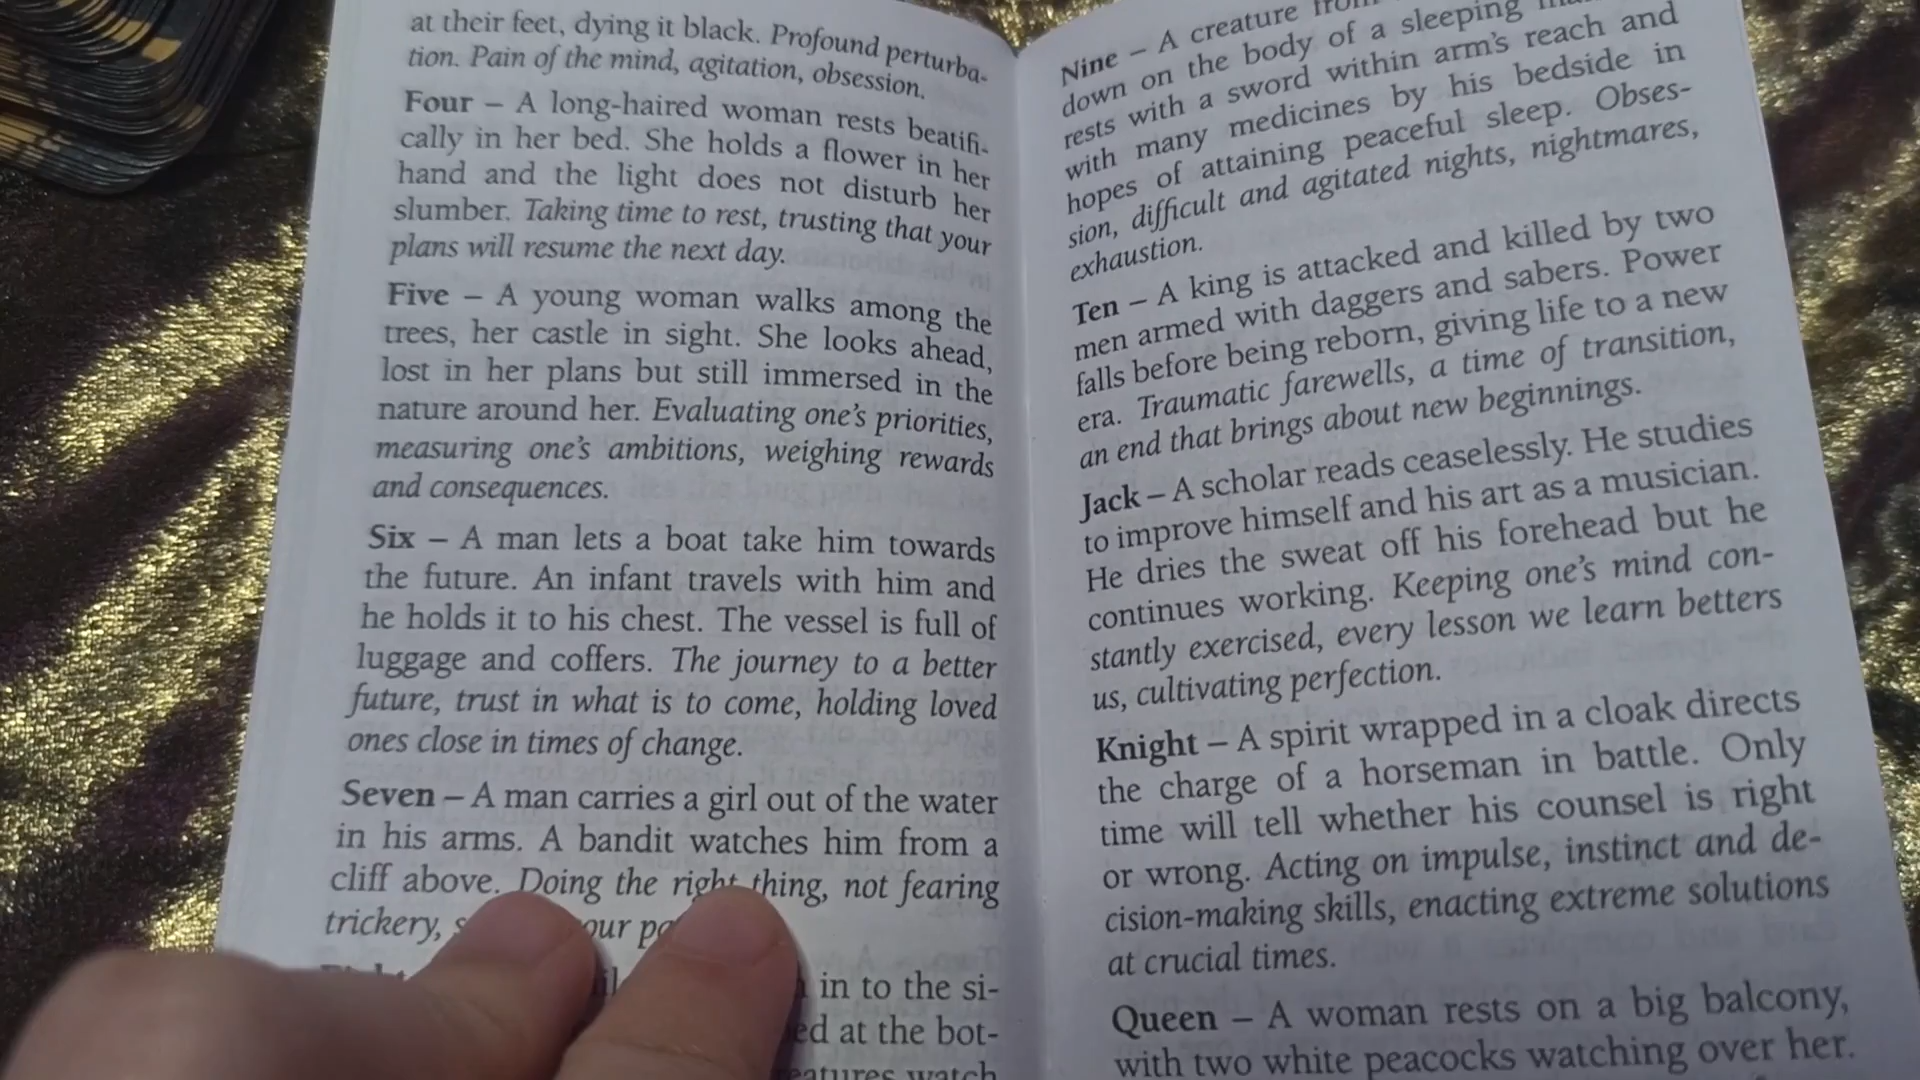 at their feet, dying it black. Profound perturba-
tion. Pain of the mind, agitation, obsession.
Four – A long-haired woman rests beatifi-
cally in her bed. She holds a flower in her
hand and the light does not disturb her
slumber. Taking time to rest, trusting that your
plans will resume the next day.
Five – A young woman walks among the
trees, her castle in sight. She looks ahead,
lost in her plans but still immersed in the
nature around her. Evaluating one's priorities,
measuring one's ambitions, weighing rewards
and consequences.
Six – A man lets a boat take him towards
the future. An infant travels with him and
he holds it to his chest. The vessel is full of
luggage and coffers. The journey to a better
future, trust in what is to come, holding loved
ones close in times of change.
Seven – A man carries a girl out of the water
in his arms. A bandit watches him from a
cliff above. Doing the right thing, not fearing
trickery,
in to the si-
at the bot-
watch
Nine – A creature from
down on the body of a sleeping
rests with a sword within arm's reach and
with many medicines by his bedside in
hopes of attaining peaceful sleep. Obses-
sion, difficult and agitated nights, nightmares,
exhaustion.
Ten – A king is attacked and killed by two
men armed with daggers and sabers. Power
falls before being reborn, giving life to a new
era. Traumatic farewells, a time of transition,
an end that brings about new beginnings.
Jack – A scholar reads ceaselessly. He studies
to improve himself and his art as a musician.
He dries the sweat off his forehead but he
continues working. Keeping one's mind con-
stantly exercised, every lesson we learn betters
us, cultivating perfection.
Knight – A spirit wrapped in a cloak directs
the charge of a horseman in battle. Only
time will tell whether his counsel is right
or wrong. Acting on impulse, instinct and de-
cision-making skills, enacting extreme solutions
at crucial times.
Queen – A woman rests on a big balcony,
with two white peacocks watching over her.